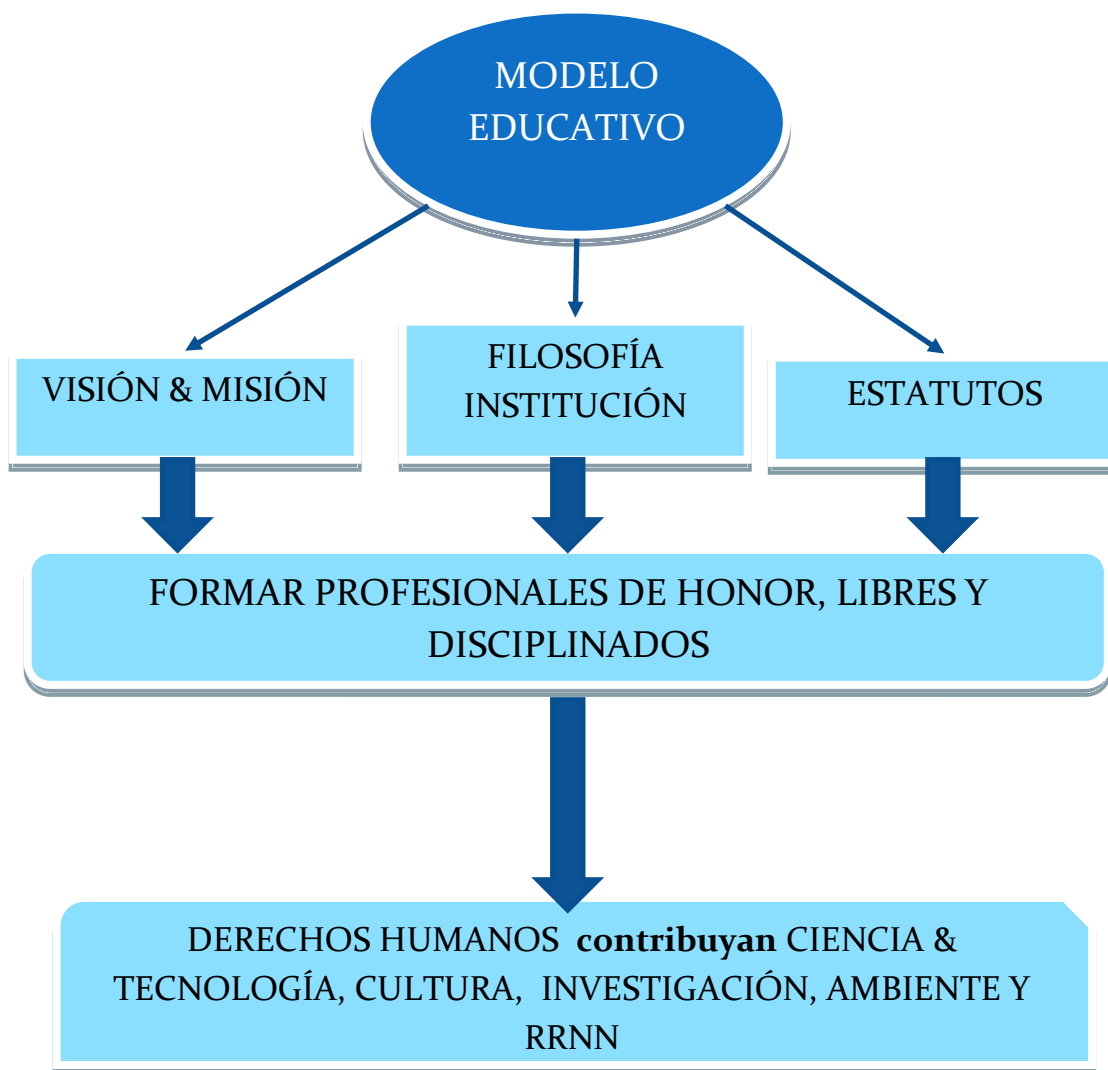 MODELO
EDUCATIVO
VISIÓN & MISIÓN
FILOSOFÍA
INSTITUCIÓN
ESTATUTOS
FORMAR PROFESIONALES DE HONOR, LIBRES Y
DISCIPLINADOS
DERECHOS HUMANOS contribuyan CIENCIA &
TECNOLOGÍA, CULTURA, INVESTIGACIÓN, AMBIENTE Y
RRNN